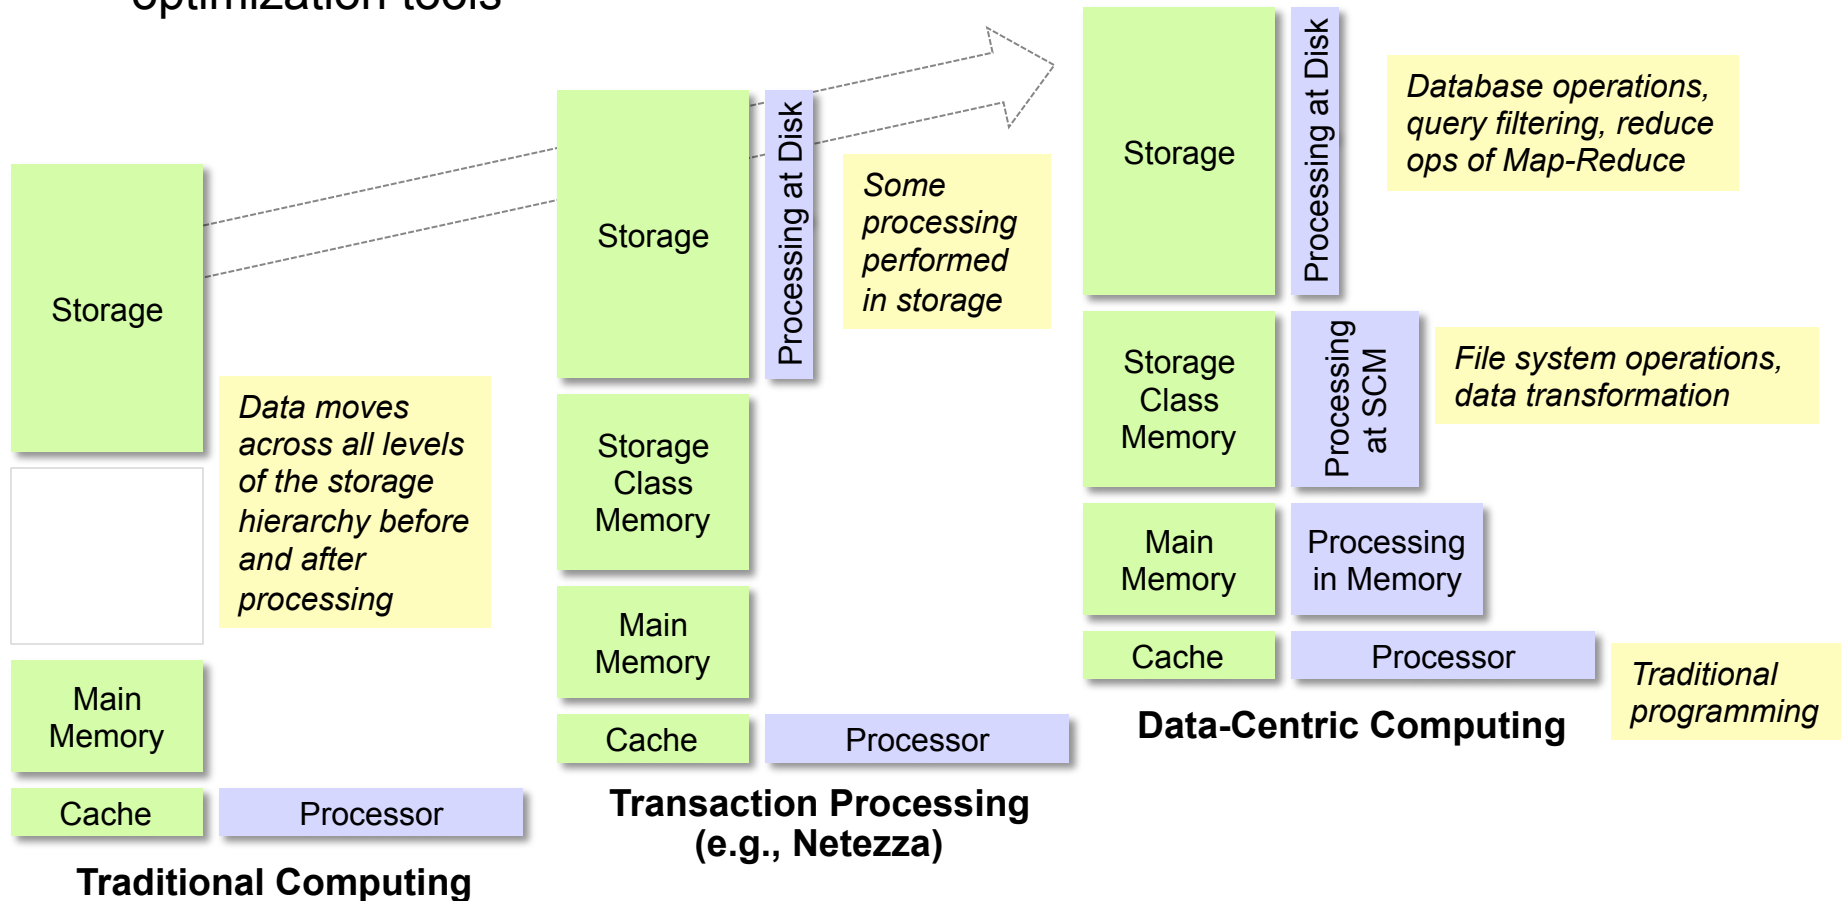 optimization tools
Storage
Data moves
across all levels
of the storage
hierarchy before
and after
processing
Main
Memory
Cache
Processor
Traditional Computing
Storage
Processing at Disk
Some
processing
performed
in storage
Storage
Class
Memory
Main
Memory
Cache
Processor
Transaction Processing
(e.g., Netezza)
Storage
Processing at Disk
Database operations,
query filtering, reduce
ops of Map-Reduce
Storage
Class
Memory
Processing
at SCM
File system operations,
data transformation
Main
Memory
Processing
in Memory
Cache
Processor
Traditional
programming
Data-Centric Computing